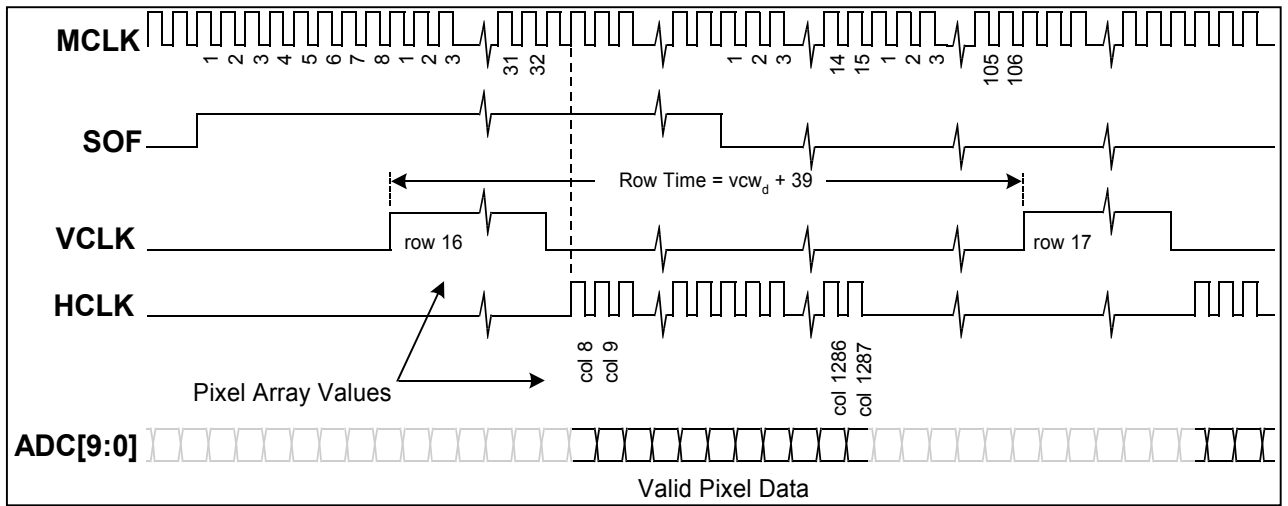 MCLK
1 2 3 4 5 6 7 8 1 2 3 31 32 1 2 3 14 15 1 2 3 105 106
SOF
Row Time = vcw_d + 39
VCLK
row 16 row 17
HCLK
col 8 col 9 col 1286 col 1287
Pixel Array Values
ADC[9:0]
Valid Pixel Data